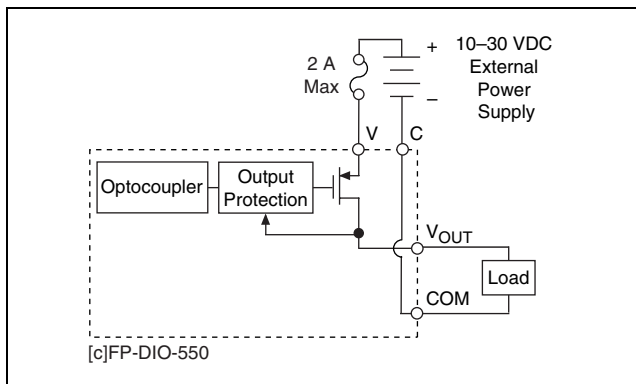 2 A
Max
+
10–30 VDC
External
Power
Supply
–
V
C
Optocoupler
Output
Protection
VOUT
Load
COM
[c]FP-DIO-550